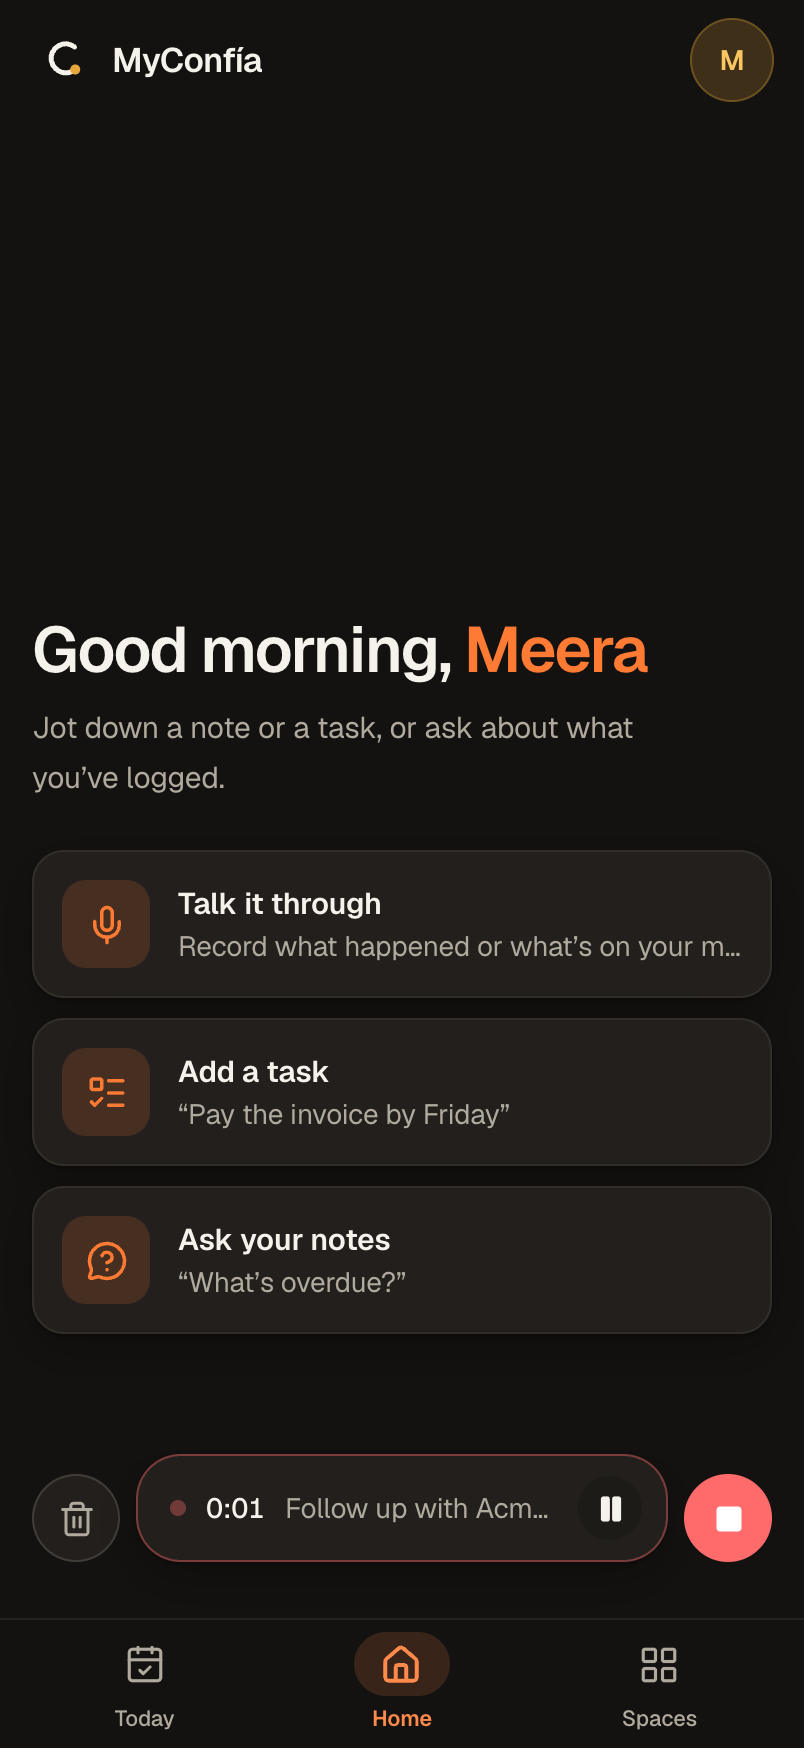 MyConfía
M
Good morning, Meera
Jot down a note or a task, or ask about what
you’ve logged.
Talk it through
Record what happened or what’s on your m…
Add a task
“Pay the invoice by Friday”
Ask your notes
“What’s overdue?”
0:01 Follow up with Acm…
Today
Home
Spaces